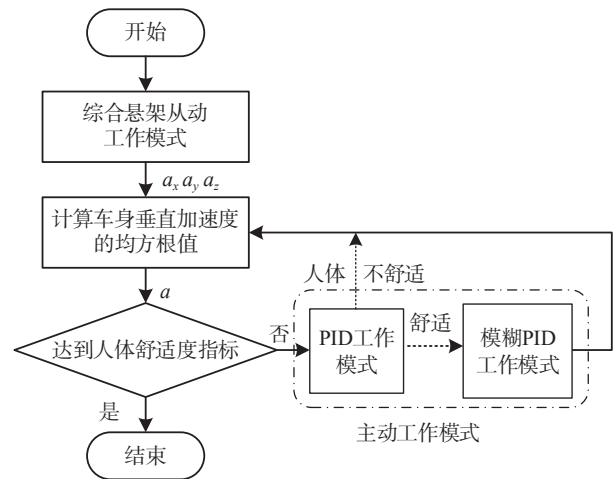 开始
综合悬架从动
工作模式
ax ay az
计算车身垂直加速度
的均方根值
a
人体 不舒适
达到人体舒适度指标
否
PID工作
模式
舒适
模糊PID
工作模式
是
主动工作模式
结束